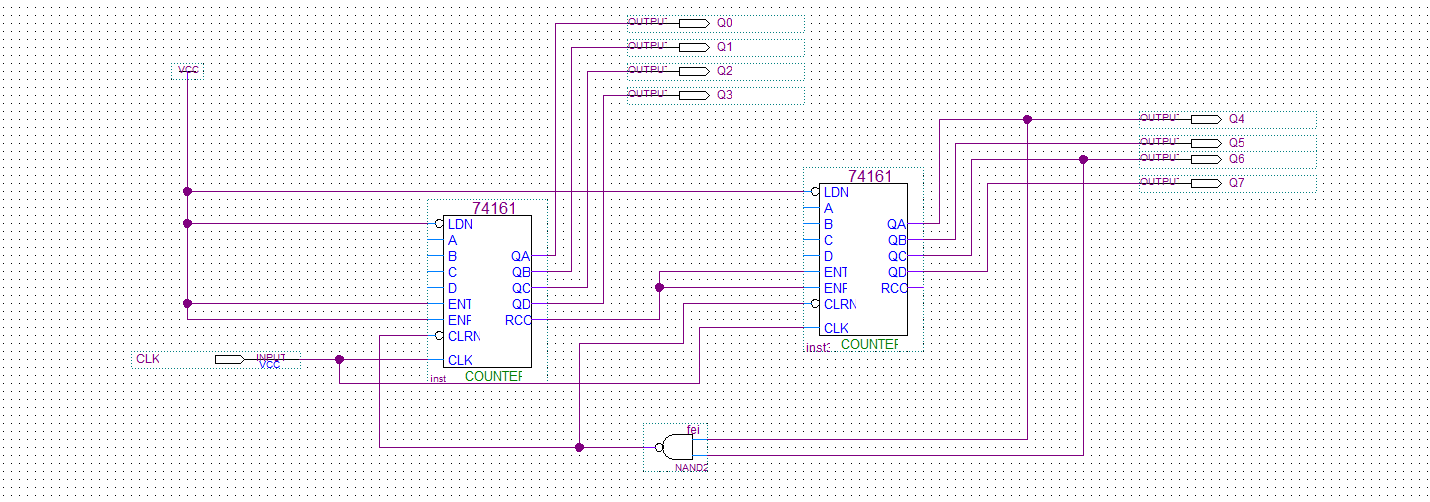 OUTPUT Q0
OUTPUT Q1
OUTPUT Q2
OUTPUT Q3
VCC
OUTPUT Q4
OUTPUT Q5
OUTPUT Q6
OUTPUT Q7
74161
LDN
A
B
C
D
ENT
ENP
CLRN
CLK
QA
QB
QC
QD
RCO
inst1
COUNTER
74161
LDN
A
B
C
D
ENT
ENP
CLRN
CLK
QA
QB
QC
QD
RCO
inst
COUNTER
CLK
INPUT
VCC
fei
NAND2